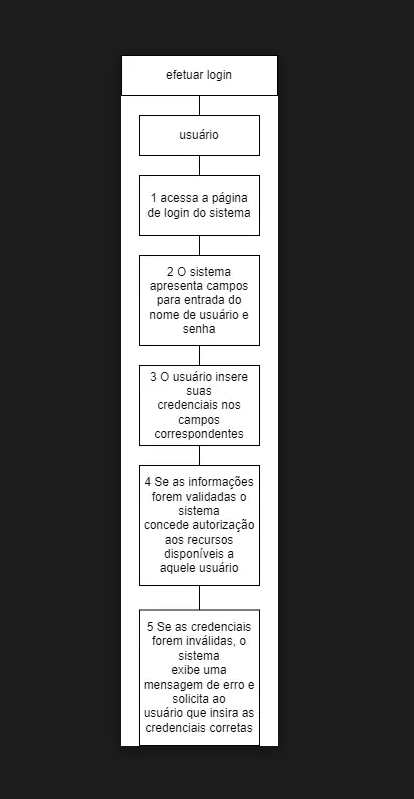 efetuar login
usuário
1 acessa a página
de login do sistema
2 O sistema
apresenta campos
para entrada do
nome de usuário e
senha
3 O usuário insere
suas
credenciais nos
campos
correspondentes
4 Se as informações
forem validadas o
sistema
concede autorização
aos recursos
disponíveis a
aquele usuário
5 Se as credenciais
forem inválidas, o
sistema
exibe uma
mensagem de erro e
solicita ao
usuário que insira as
credenciais corretas